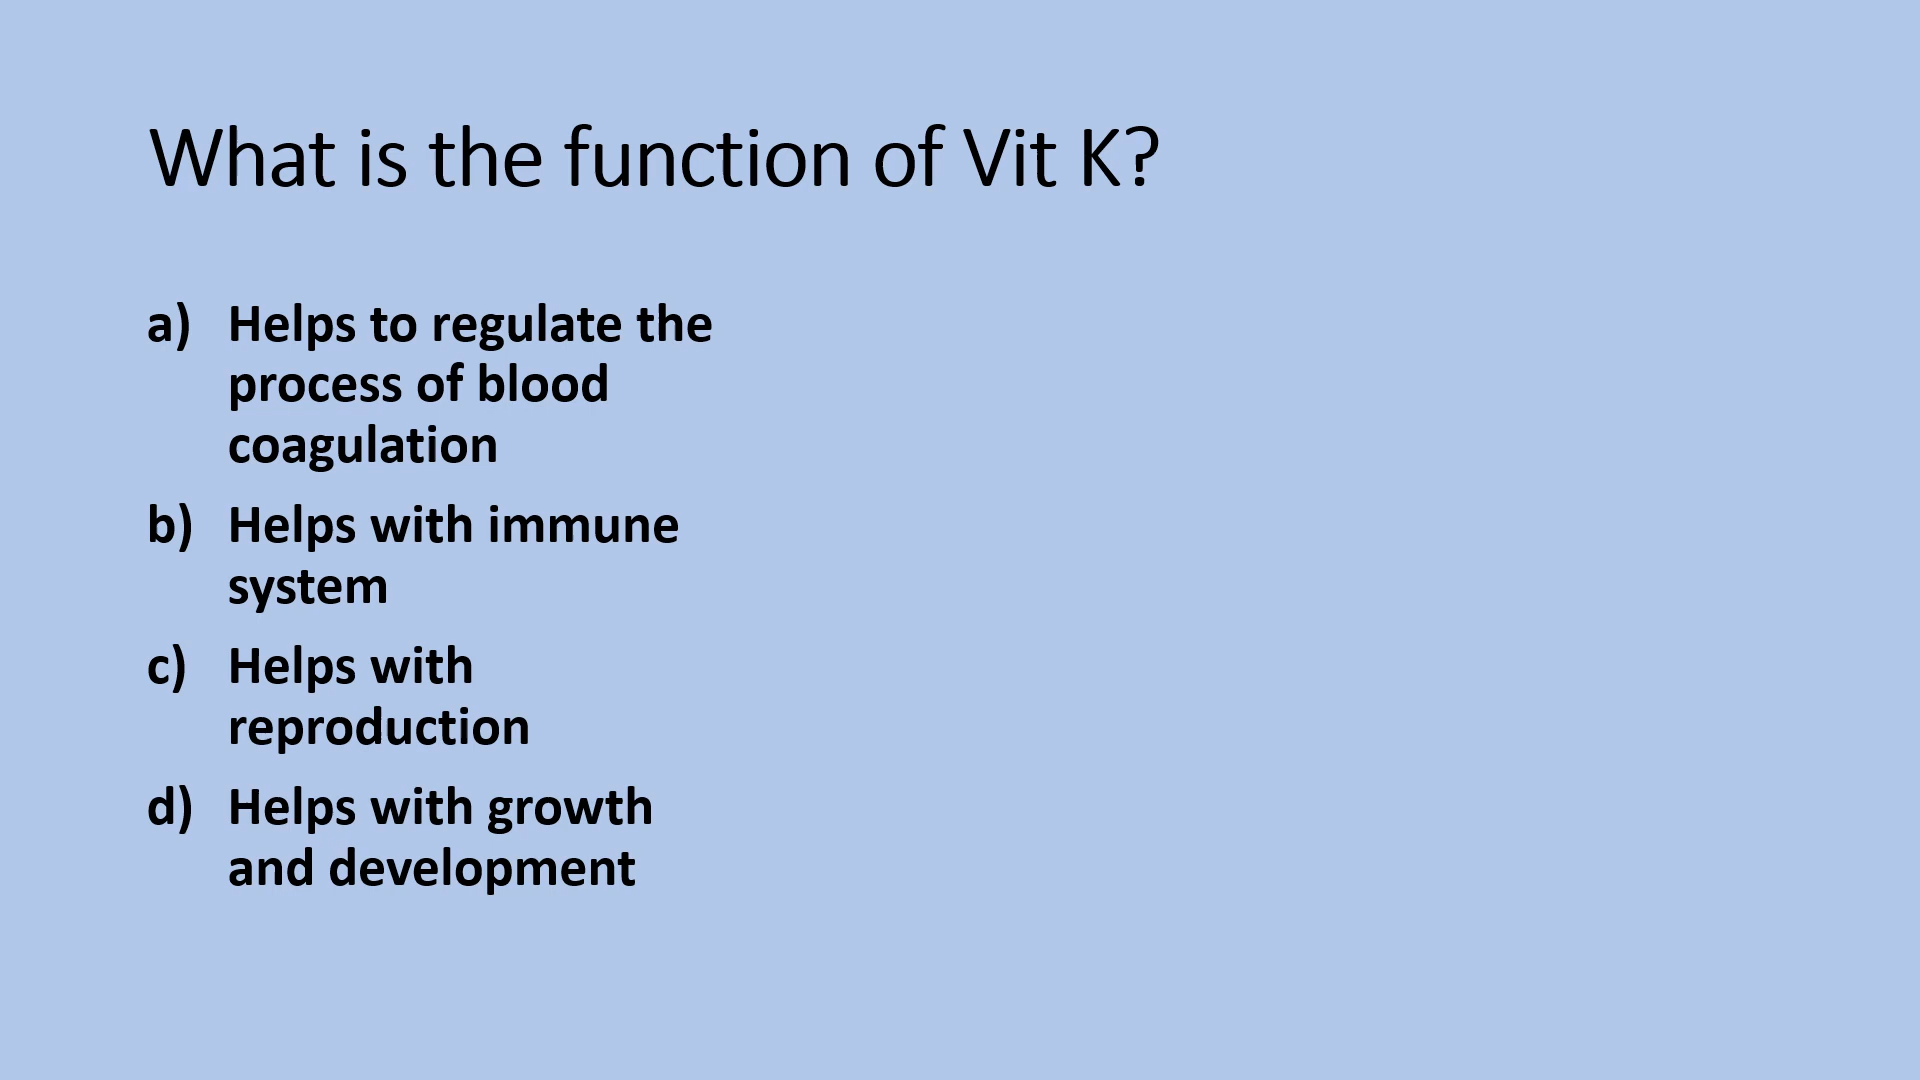 What is the function of Vit K?
a) Helps to regulate the
process of blood
coagulation
b) Helps with immune
system
c) Helps with
reproduction
d) Helps with growth
and development